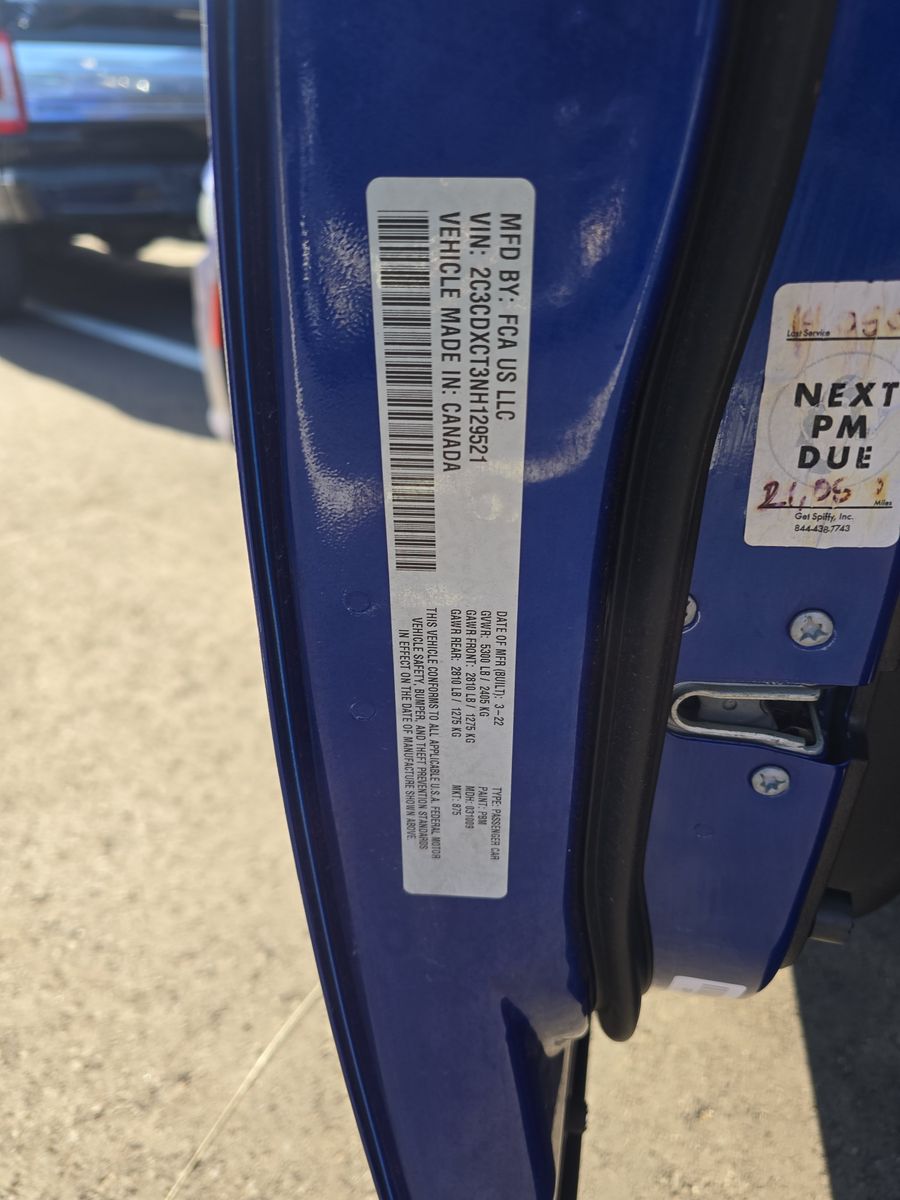 MFD BY: FCA US LLC
VIN: 2C3CDXCT3NH129521
VEHICLE MADE IN: CANADA
DATE OF MFR (BUILT): 3-22
GVWR: 5300 LB / 2405 KG
GAWR FRONT: 2810 LB / 1275 KG
GAWR REAR: 2810 LB / 1275 KG
TYPE: PASSENGER CAR
PAINT: PBM
MDH: 031009
MKT: 875
THIS VEHICLE CONFORMS TO ALL APPLICABLE U.S.A. FEDERAL MOTOR
VEHICLE SAFETY, BUMPER, AND THEFT PREVENTION STANDARDS
IN EFFECT ON THE DATE OF MANUFACTURE SHOWN ABOVE.
Last Service
NEXT
PM
DUE
Miles
Get Spiffy, Inc.
844-438-7743